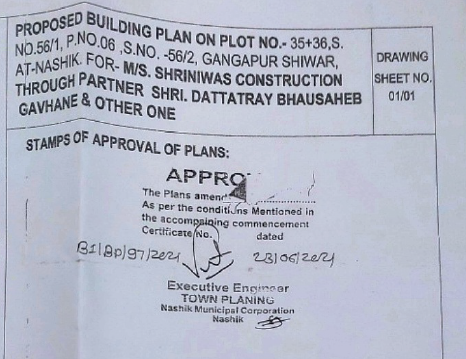 PROPOSED BUILDING PLAN ON PLOT NO.- 35+36,S.
NO.56/1, P.NO.06 ,S.NO. -56/2, GANGAPUR SHIWAR,
AT-NASHIK. FOR- M/S. SHRINIWAS CONSTRUCTION
THROUGH PARTNER SHRI. DATTATRAY BHAUSAHEB
GAVHANE & OTHER ONE
DRAWING
SHEET NO.
01/01
STAMPS OF APPROVAL OF PLANS:
The Plans
As per the conditions Mentioned in
the accompaining commencement
Certificate No. dated
B1/BP/97/2021 28/06/2021
Executive Engineer
TOWN PLANING
Nashik Municipal Corporation
Nashik